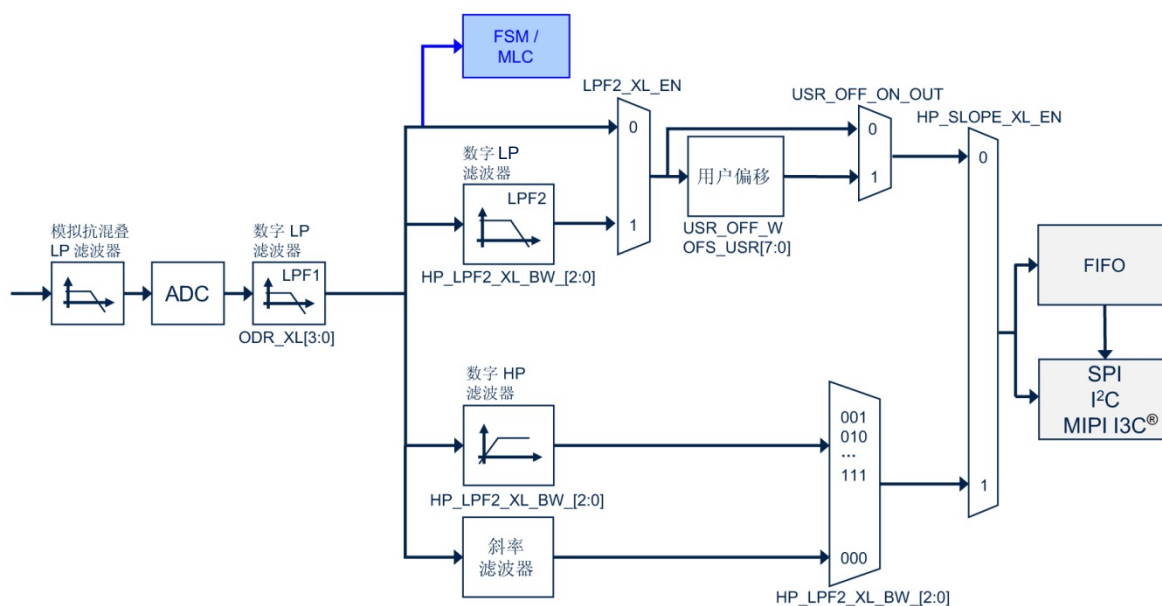 FSM /
MLC
LPF2_XL_EN
0
1
数字 LP
滤波器
LPF2
HP_LPF2_XL_BW_[2:0]
用户偏移
USR_OFF_W
OFS_USR[7:0]
USR_OFF_ON_OUT
0
1
HP_SLOPE_XL_EN
0
1
模拟抗混叠
LP 滤波器
ADC
数字 LP
滤波器
LPF1
ODR_XL[3:0]
数字 HP
滤波器
HP_LPF2_XL_BW_[2:0]
斜率
滤波器
001
010
...
111
000
HP_LPF2_XL_BW_[2:0]
FIFO
SPI
I²C
MIPI I3C®